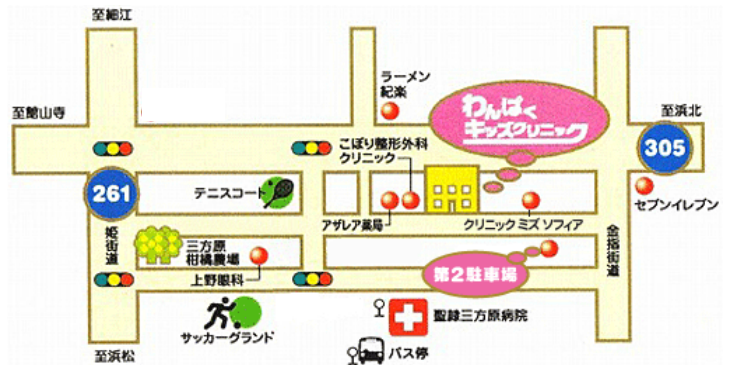 至細江
ラーメン
紀楽
わんぱく
キッズクリニック
至舘山寺
至浜北
こぼり整形外科
クリニック
305
261
テニスコート
アザレア薬局
クリニック ミズ ソフィア
セブンイレブン
姫街道
三方原
柑橘農場
上野眼科
金指街道
第2駐車場
サッカーグランド
聖隷三方原病院
バス停
至浜松